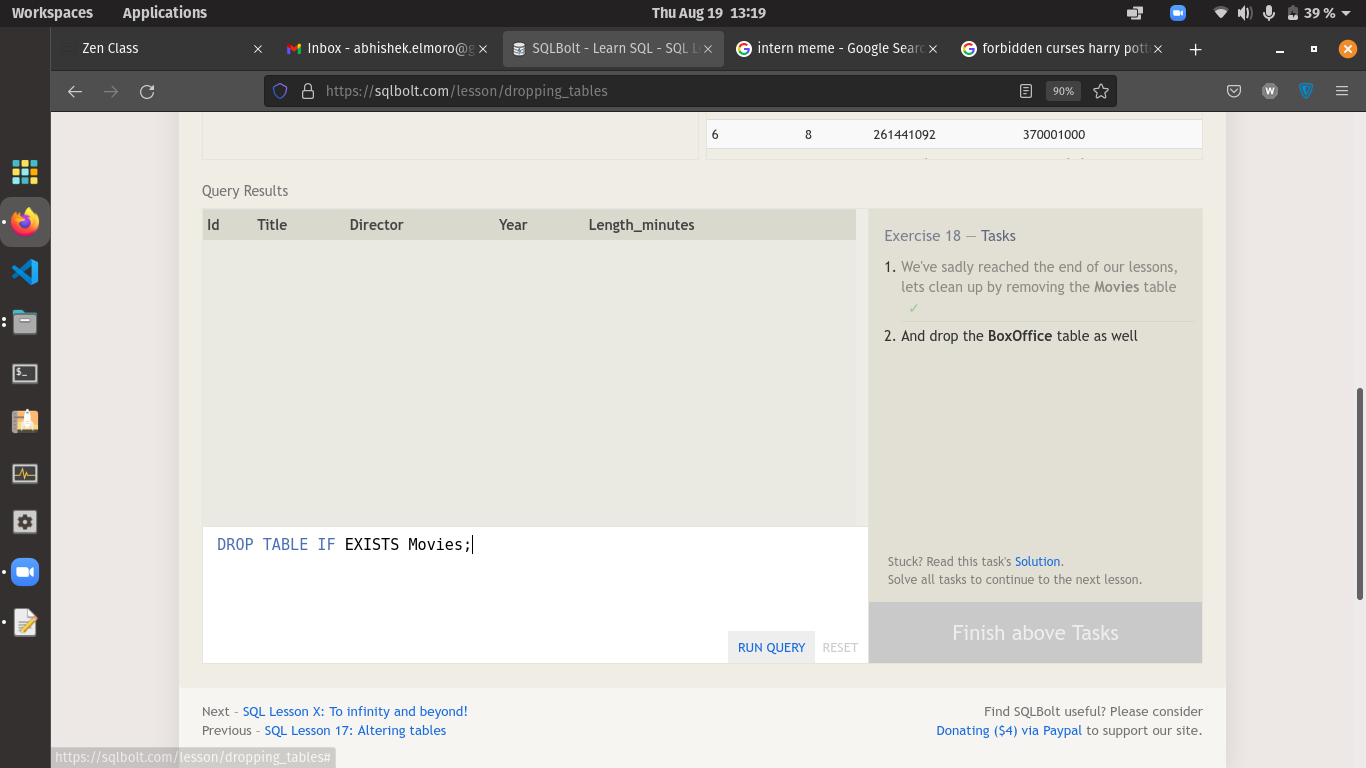 Workspaces Applications Thu Aug 19 13:19 39 %
Zen Class Inbox - abhishek.elmoro@g SQLBolt - Learn SQL - SQL L intern meme - Google Searc forbidden curses harry pott
https://sqlbolt.com/lesson/dropping_tables 90%
6 8 261441092 370001000
Query Results
Id Title Director Year Length_minutes
Exercise 18 — Tasks
1. We've sadly reached the end of our lessons,
lets clean up by removing the Movies table
✓
2. And drop the BoxOffice table as well
DROP TABLE IF EXISTS Movies;
Stuck? Read this task's Solution.
Solve all tasks to continue to the next lesson.
RUN QUERY RESET
Finish above Tasks
Next - SQL Lesson X: To infinity and beyond!
Previous - SQL Lesson 17: Altering tables
Find SQLBolt useful? Please consider
Donating ($4) via Paypal to support our site.
https://sqlbolt.com/lesson/dropping_tables#